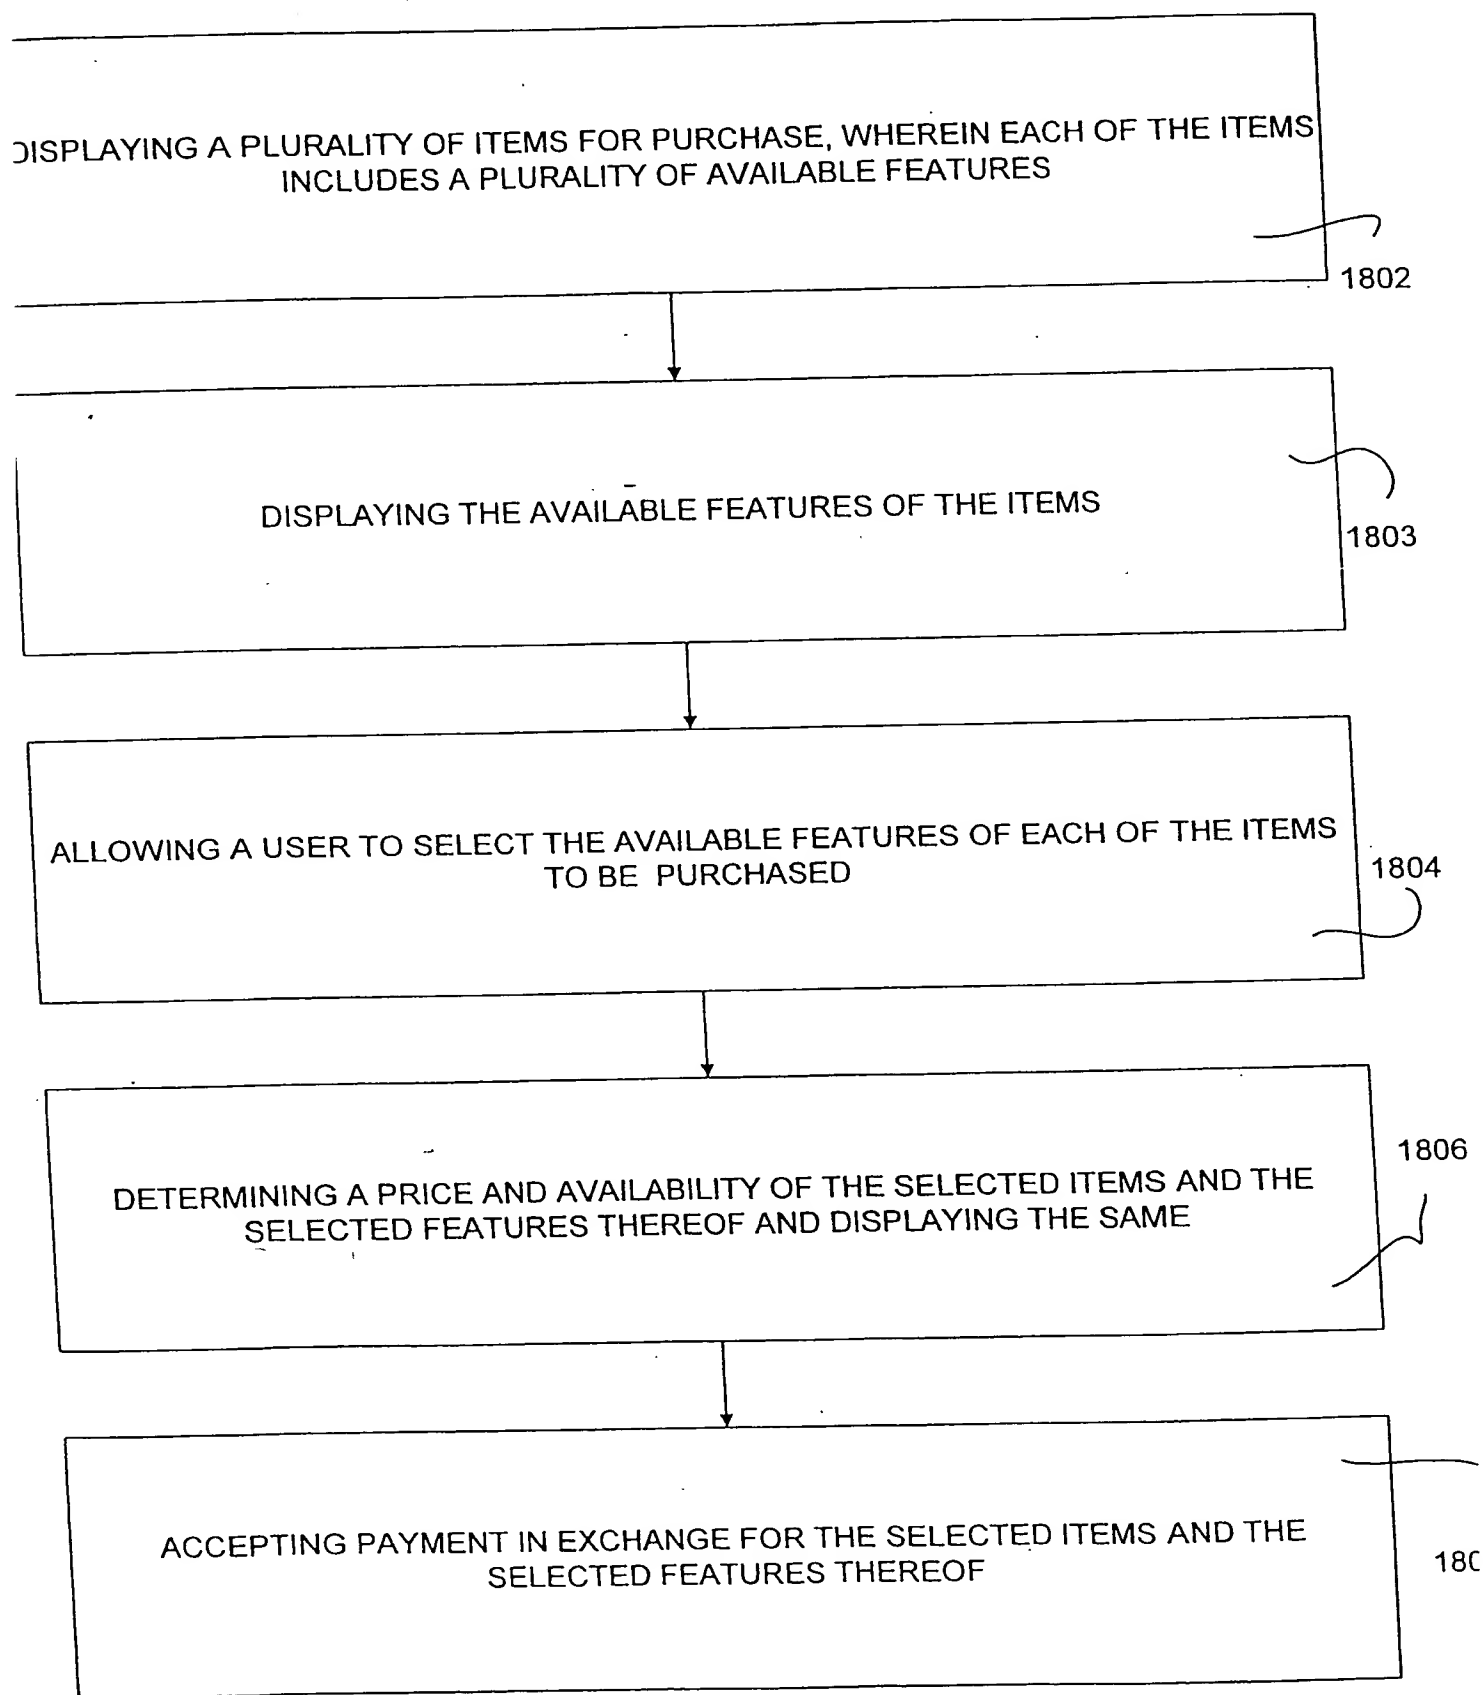 DISPLAYING A PLURALITY OF ITEMS FOR PURCHASE, WHEREIN EACH OF THE ITEMS
INCLUDES A PLURALITY OF AVAILABLE FEATURES
1802
DISPLAYING THE AVAILABLE FEATURES OF THE ITEMS
1803
ALLOWING A USER TO SELECT THE AVAILABLE FEATURES OF EACH OF THE ITEMS
TO BE PURCHASED
1804
DETERMINING A PRICE AND AVAILABILITY OF THE SELECTED ITEMS AND THE
SELECTED FEATURES THEREOF AND DISPLAYING THE SAME
1806
ACCEPTING PAYMENT IN EXCHANGE FOR THE SELECTED ITEMS AND THE
SELECTED FEATURES THEREOF